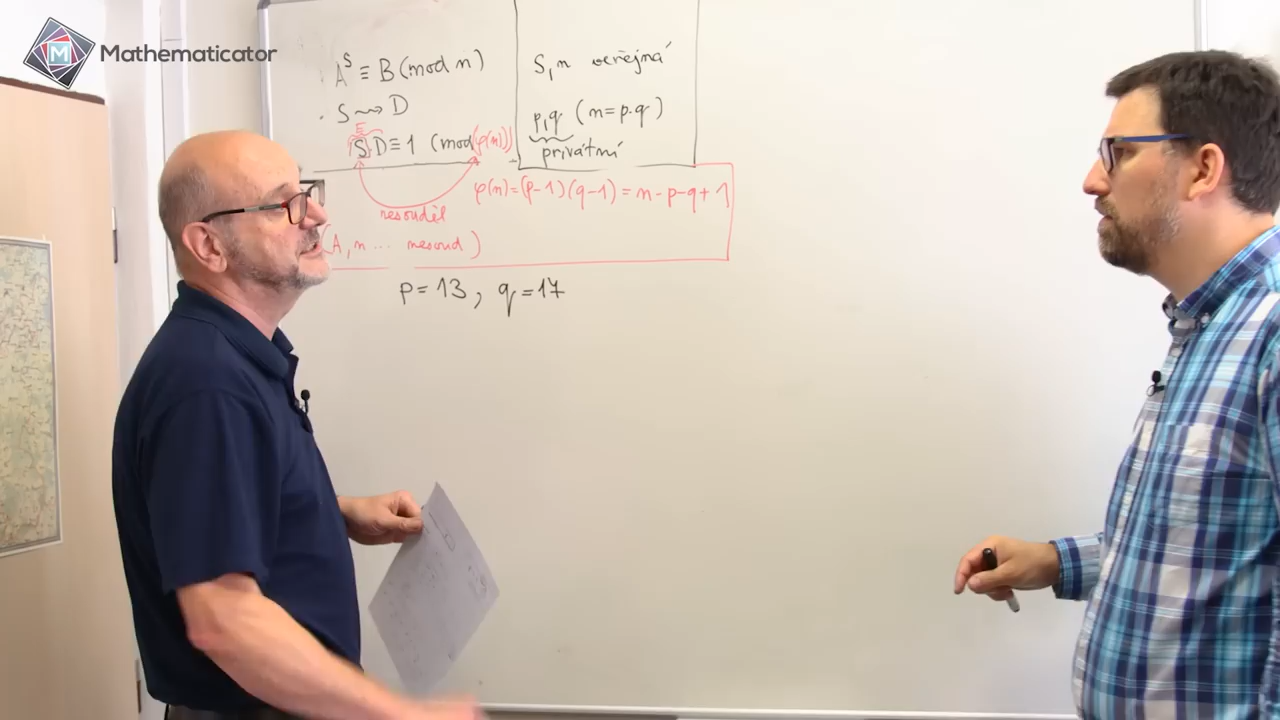 Mathematicator
A^S ≡ B (mod n)
S ⇝ D
E
S D ≡ 1 (mod φ(n))
S, n veřejná
p, q (n = p·q)
privátní
φ(n) = (p-1)(q-1) = n - p - q + 1
nesouděl
(A, n ... nesoud)
p = 13, q = 17